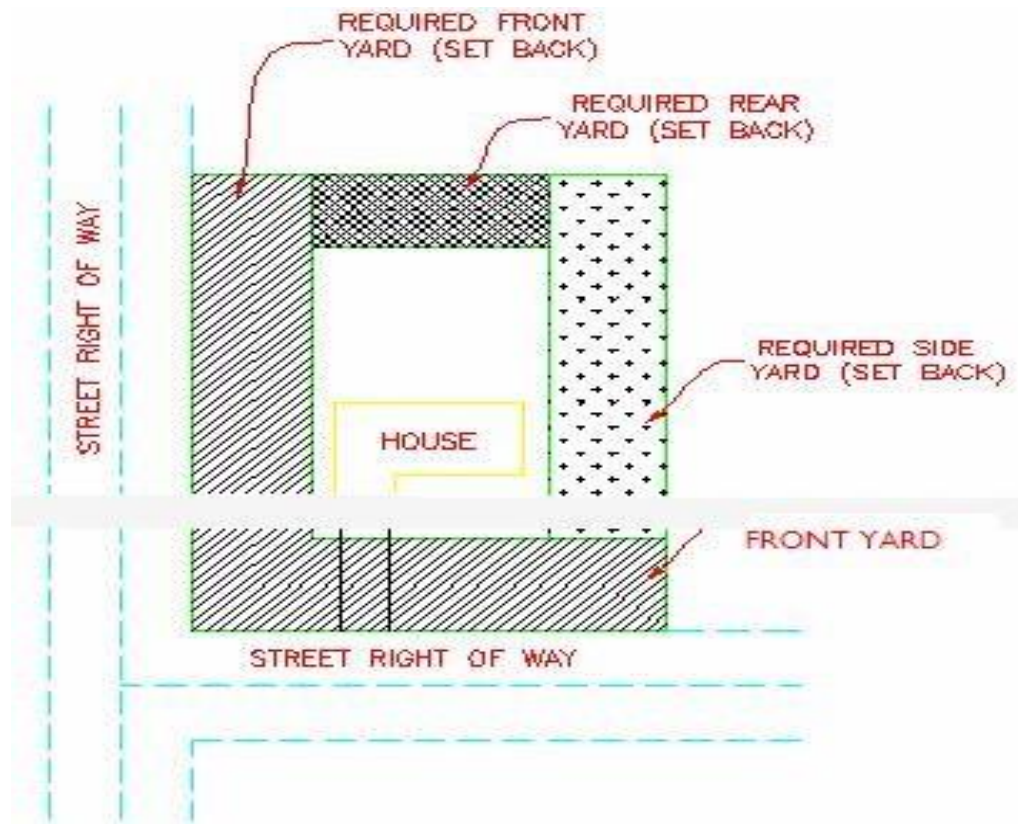 REQUIRED FRONT
YARD (SET BACK)
REQUIRED REAR
YARD (SET BACK)
STREET RIGHT OF WAY
REQUIRED SIDE
YARD (SET BACK)
HOUSE
FRONT YARD
STREET RIGHT OF WAY